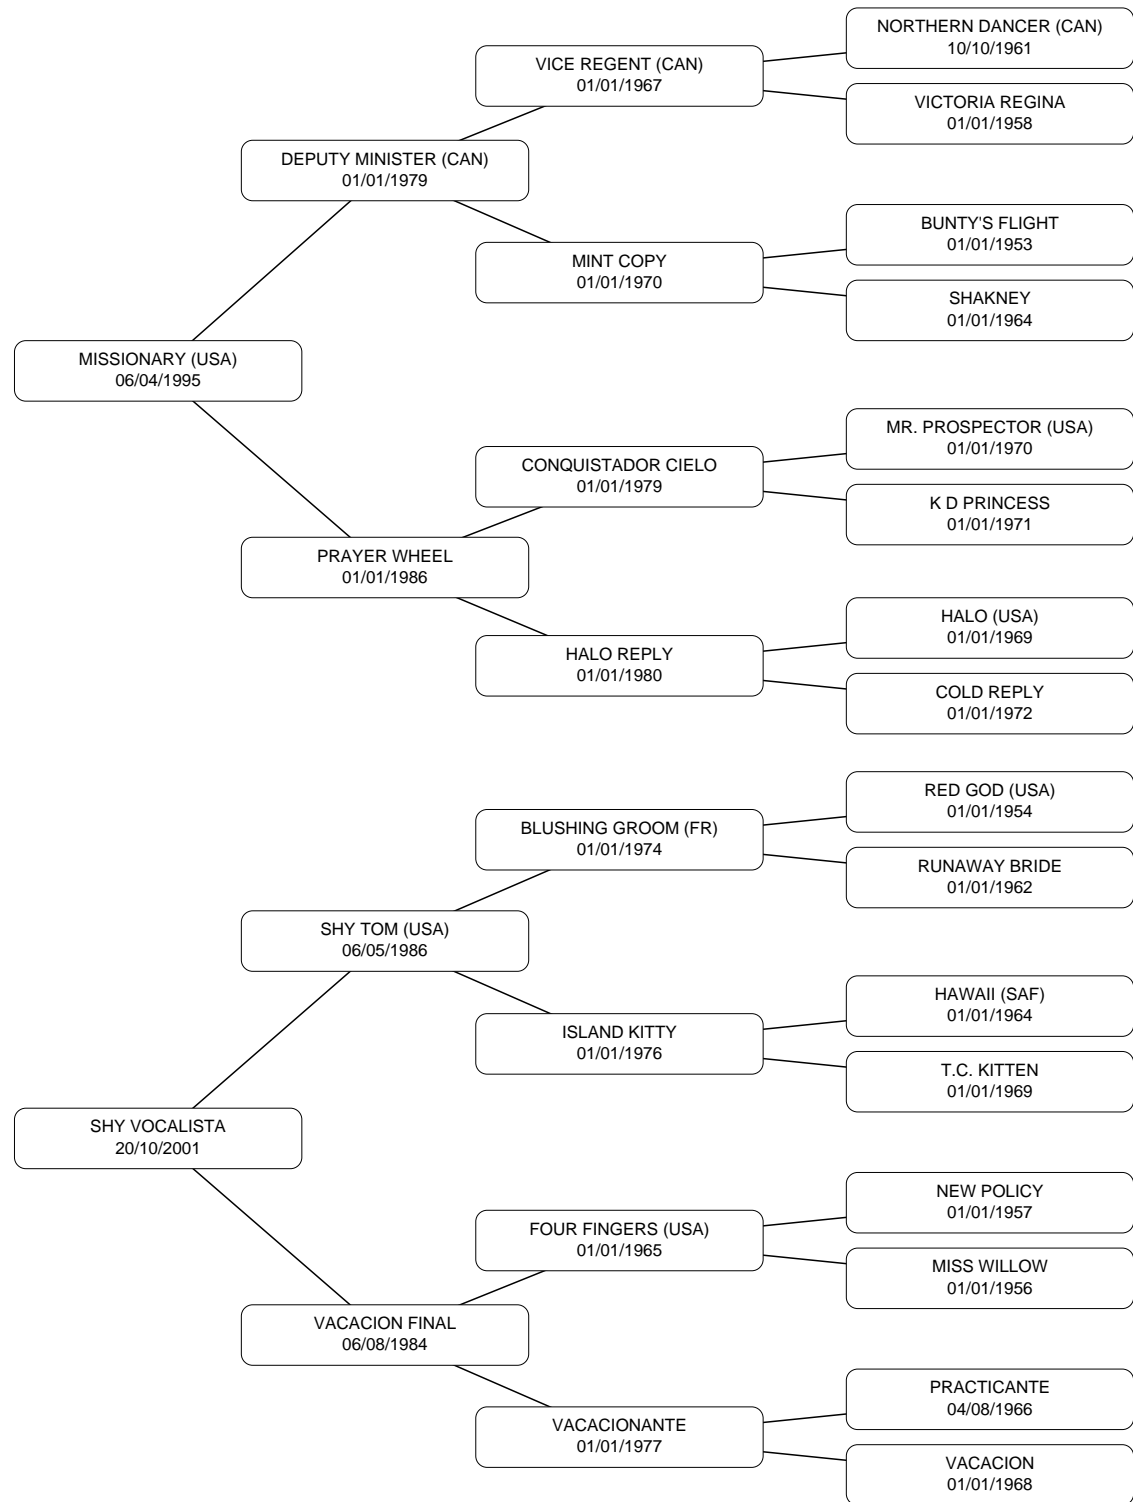 NORTHERN DANCER (CAN)
10/10/1961
VICE REGENT (CAN)
01/01/1967
VICTORIA REGINA
01/01/1958
DEPUTY MINISTER (CAN)
01/01/1979
BUNTY'S FLIGHT
01/01/1953
MINT COPY
01/01/1970
SHAKNEY
01/01/1964
MISSIONARY (USA)
06/04/1995
MR. PROSPECTOR (USA)
01/01/1970
CONQUISTADOR CIELO
01/01/1979
K D PRINCESS
01/01/1971
PRAYER WHEEL
01/01/1986
HALO (USA)
01/01/1969
HALO REPLY
01/01/1980
COLD REPLY
01/01/1972
RED GOD (USA)
01/01/1954
BLUSHING GROOM (FR)
01/01/1974
RUNAWAY BRIDE
01/01/1962
SHY TOM (USA)
06/05/1986
HAWAII (SAF)
01/01/1964
ISLAND KITTY
01/01/1976
T.C. KITTEN
01/01/1969
SHY VOCALISTA
20/10/2001
NEW POLICY
01/01/1957
FOUR FINGERS (USA)
01/01/1965
MISS WILLOW
01/01/1956
VACACION FINAL
06/08/1984
PRACTICANTE
04/08/1966
VACACIONANTE
01/01/1977
VACACION
01/01/1968